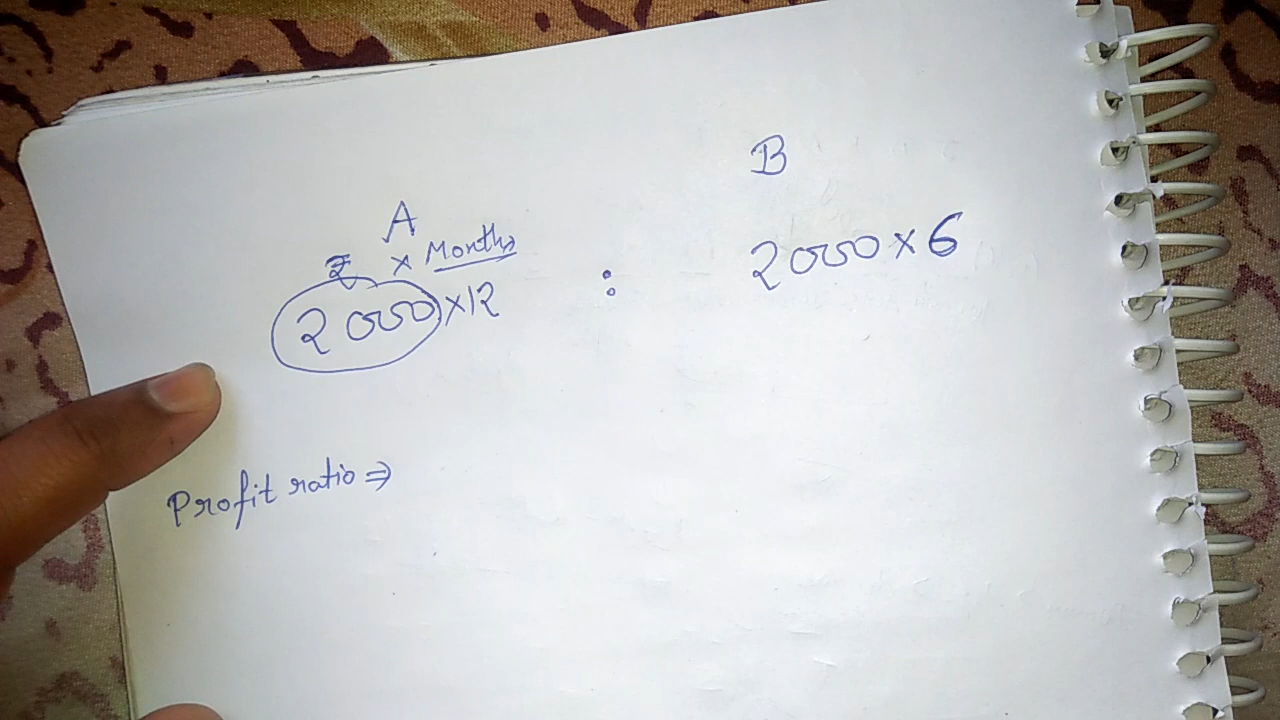 A B
₹ × Months
2000×12 : 2000×6
Profit ratio ⇒